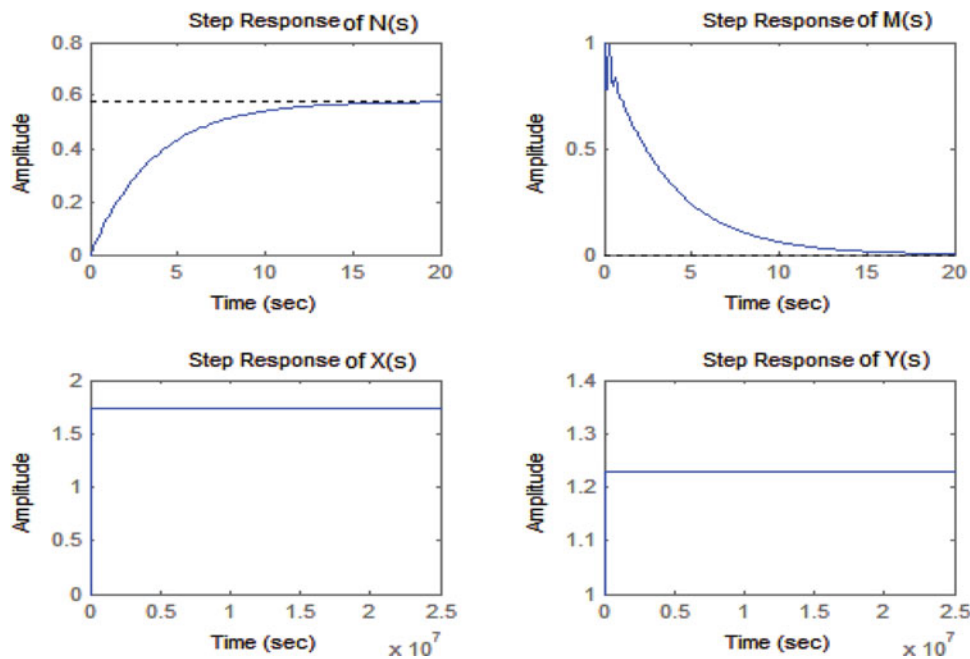 Step Response of N(s)
0.8
0.6
0.4
0.2
0
Amplitude
0 5 10 15 20
Time (sec)
Step Response of M(s)
1
0.5
0
Amplitude
0 5 10 15 20
Time (sec)
Step Response of X(s)
2
1.5
1
0.5
0
Amplitude
0 0.5 1 1.5 2 2.5
Time (sec)
x 10^7
Step Response of Y(s)
1.4
1.3
1.2
1.1
1
Amplitude
0 0.5 1 1.5 2 2.5
Time (sec)
x 10^7